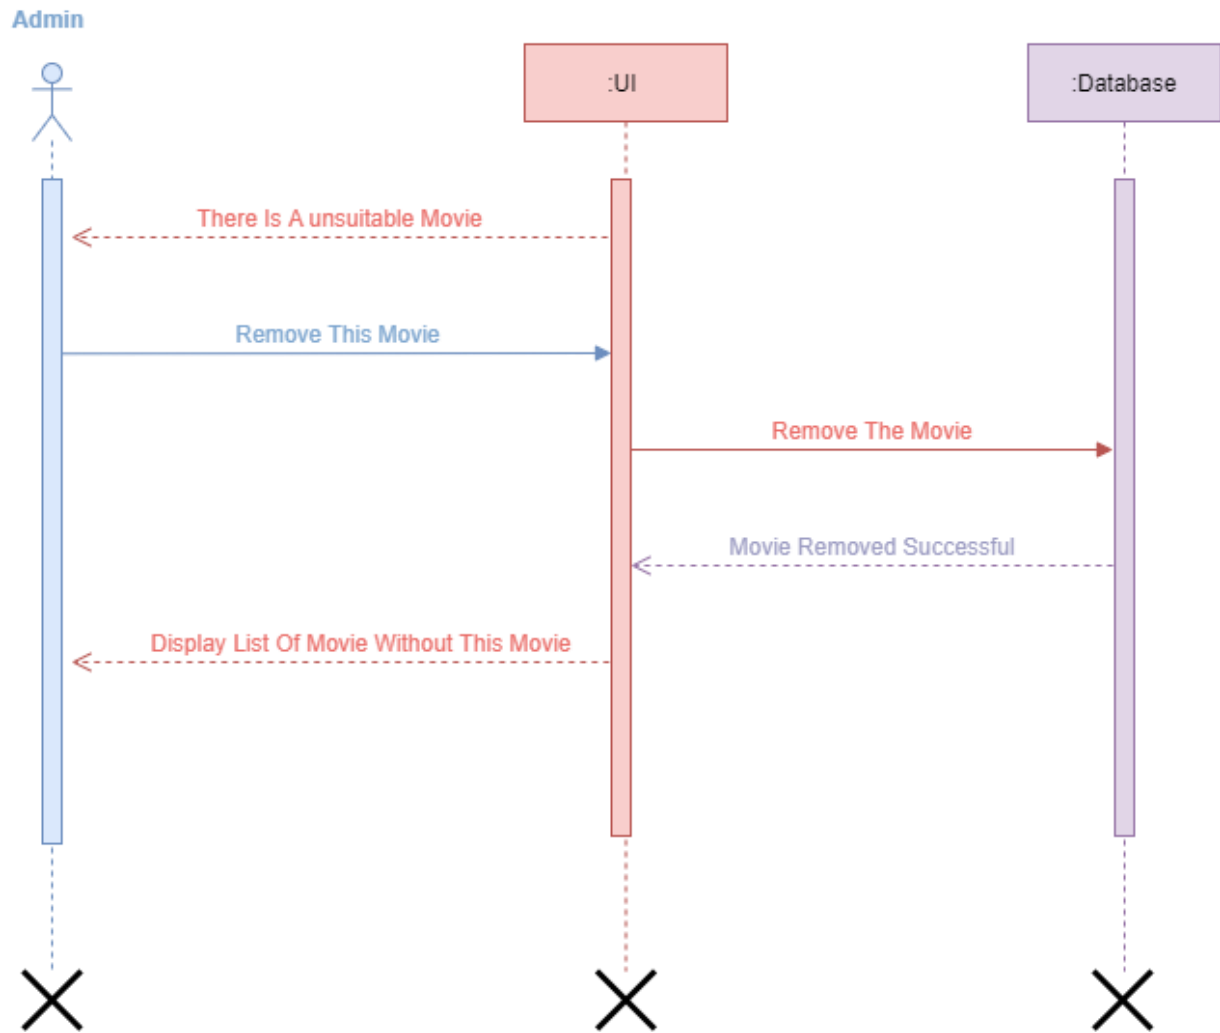 Admin
:UI
:Database
There Is A unsuitable Movie
Remove This Movie
Remove The Movie
Movie Removed Successful
Display List Of Movie Without This Movie